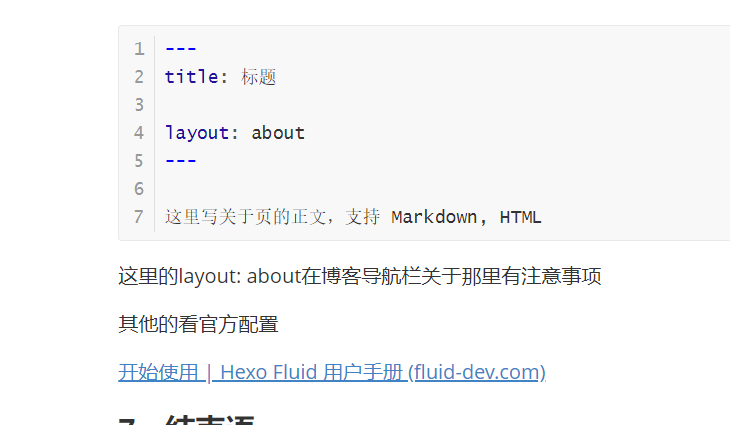 1 ---
2 title: 标题
3
4 layout: about
5 ---
6
7 这里写关于页的正文，支持 Markdown, HTML
这里的layout: about在博客导航栏关于那里有注意事项
其他的看官方配置
开始使用 | Hexo Fluid 用户手册 (fluid-dev.com)
7、结束语